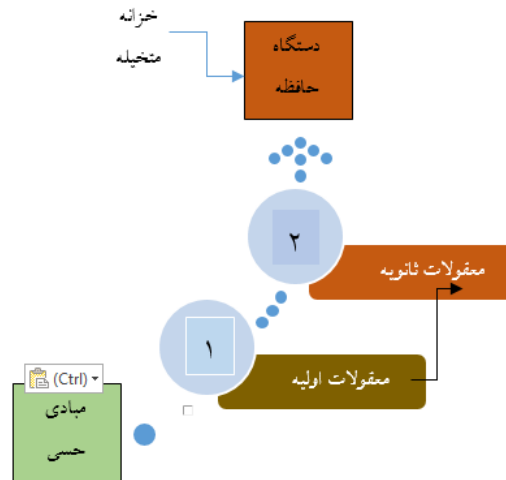 خزانه
متخیله
دستگاه
حافظه
۲
معقولات ثانویه
۱
معقولات اولیه
(Ctrl)
مبادی
حسی